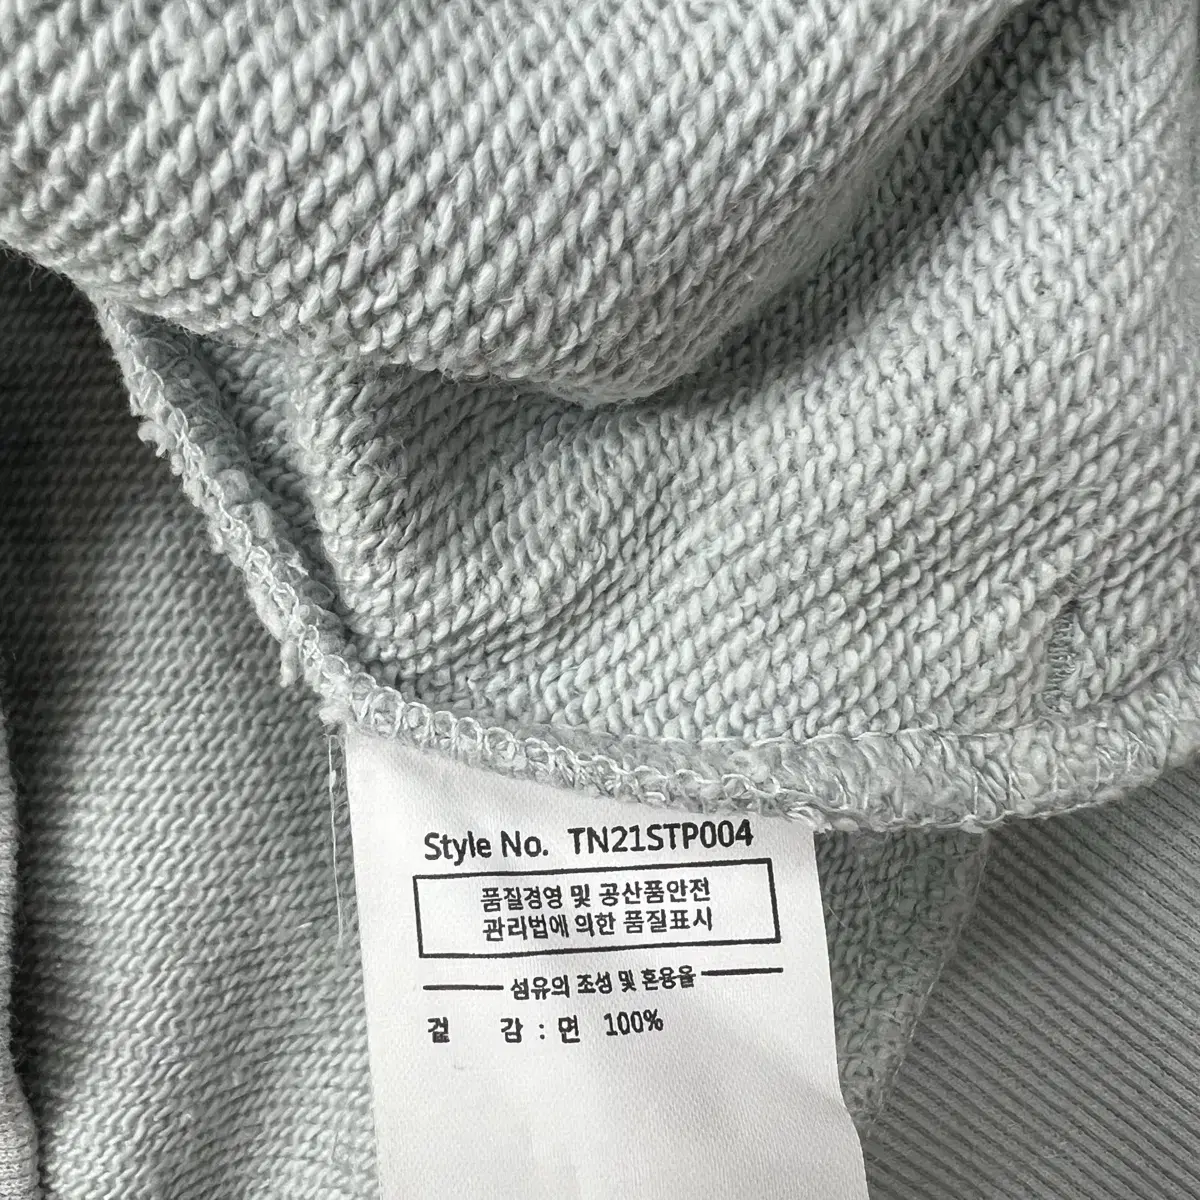 Style No. TN21STP004
품질경영 및 공산품안전
관리법에 의한 품질표시
섬유의 조성 및 혼용율
겉 감 : 면 100%